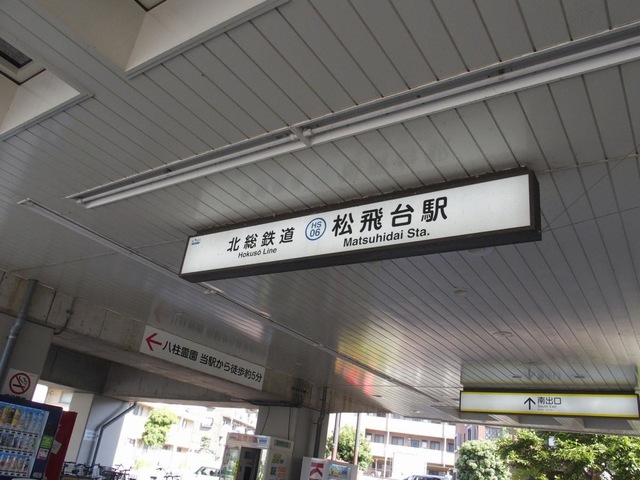 北総鉄道 HS 06 松飛台駅
Hokuso Line Matsuhidai Sta.
八柱霊園 当駅から徒歩約5分
南出口